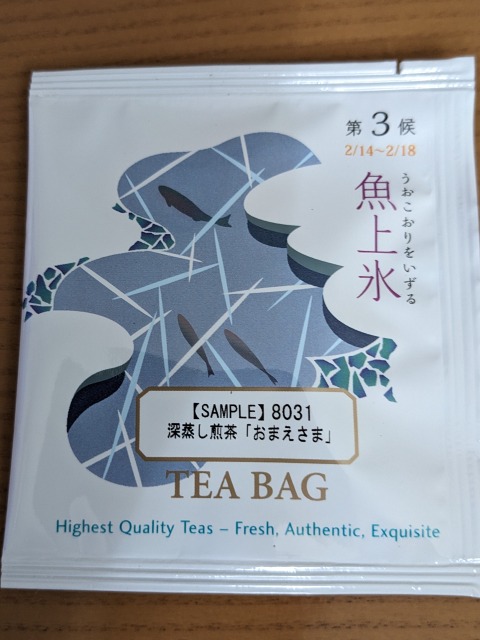 第3候
2/14~2/18
うおこおりをいずる
魚上氷
【SAMPLE】8031
深蒸し煎茶「おまえさま」
TEA BAG
Highest Quality Teas – Fresh, Authentic, Exquisite